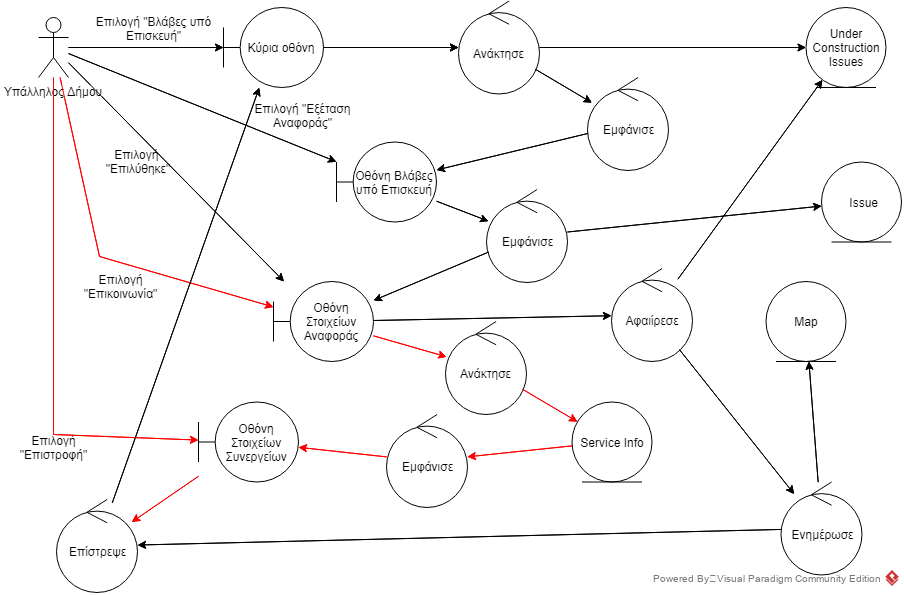 Επιλογή "Βλάβες υπό
Επισκευή"
Κύρια οθόνη
Ανάκτησε
Under
Construction
Issues
Υπάλληλος Δήμου
Επιλογή "Εξέταση
Αναφοράς"
Εμφάνισε
Επιλογή
"Επιλύθηκε"
Οθόνη Βλάβες
υπό Επισκευή
Issue
Εμφάνισε
Επιλογή
"Επικοινωνία"
Οθόνη
Στοιχείων
Αναφοράς
Αφαιίρεσε
Map
Ανάκτησε
Επιλογή
"Επιστροφή"
Οθόνη
Στοιχείων
Συνεργείων
Εμφάνισε
Service Info
Επίστρεψε
Ενημέρωσε
Powered By Visual Paradigm Community Edition